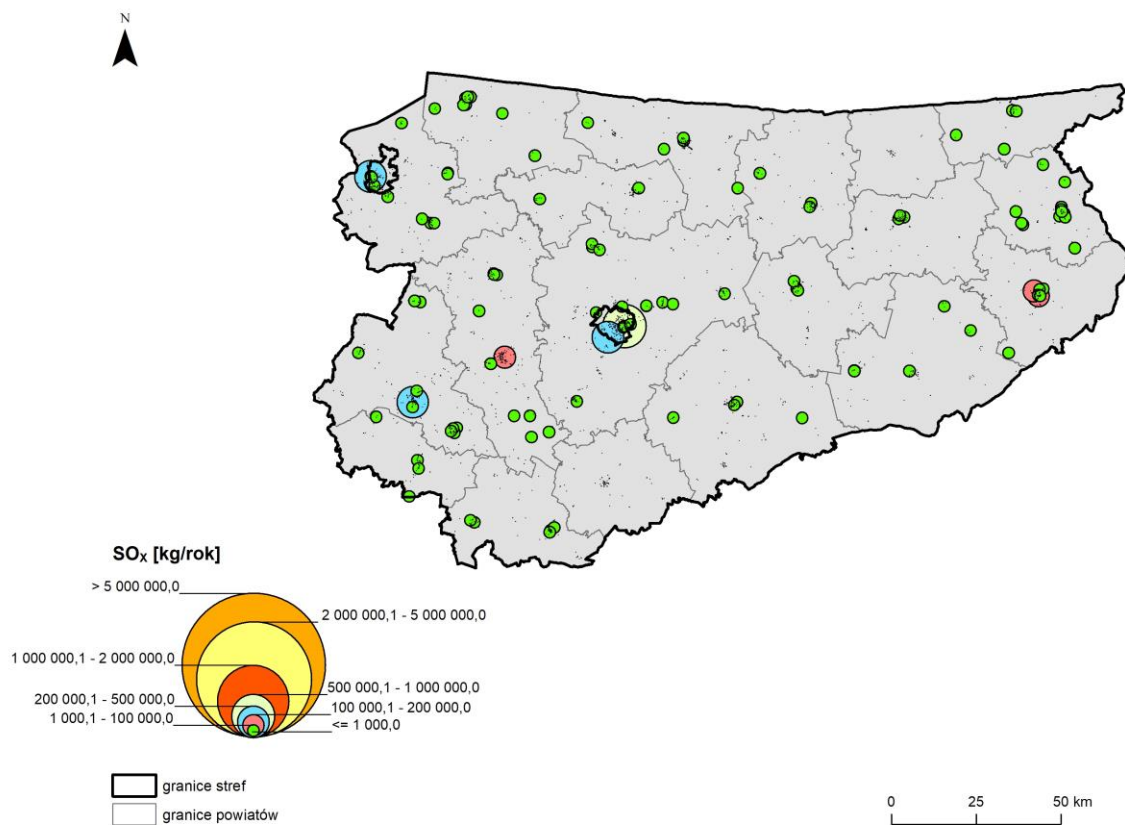 N
SOX [kg/rok]
> 5 000 000,0
2 000 000,1 - 5 000 000,0
1 000 000,1 - 2 000 000,0
500 000,1 - 1 000 000,0
200 000,1 - 500 000,0
100 000,1 - 200 000,0
1 000,1 - 100 000,0
<= 1 000,0
granice stref
granice powiatów
0 25 50 km